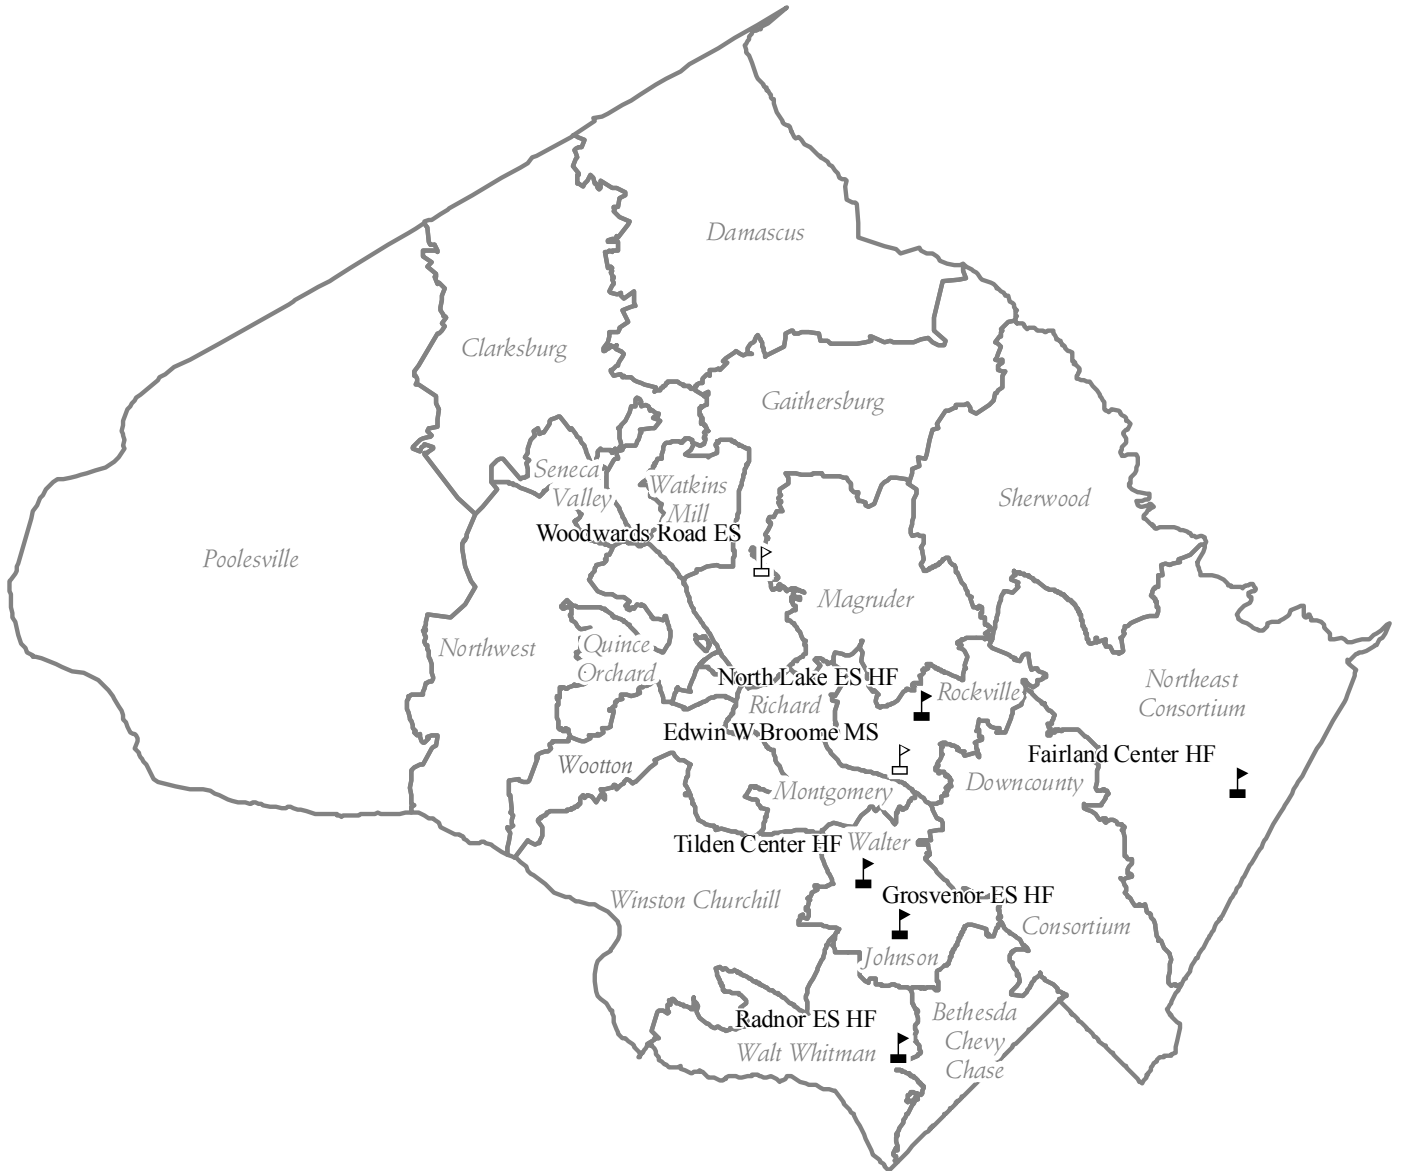 Damascus
Clarksburg
Gaithersburg
Seneca
Valley
Watkins
Mill
Sherwood
Woodwards Road ES
Poolesville
Magruder
Northwest
Quince
Orchard
North Lake ES HF
Rockville
Northeast
Consortium
Richard
Edwin W Broome MS
Fairland Center HF
Wootton
Downcounty
Montgomery
Tilden Center HF
Walter
Grosvenor ES HF
Winston Churchill
Consortium
Johnson
Radnor ES HF
Bethesda
Chevy
Chase
Walt Whitman